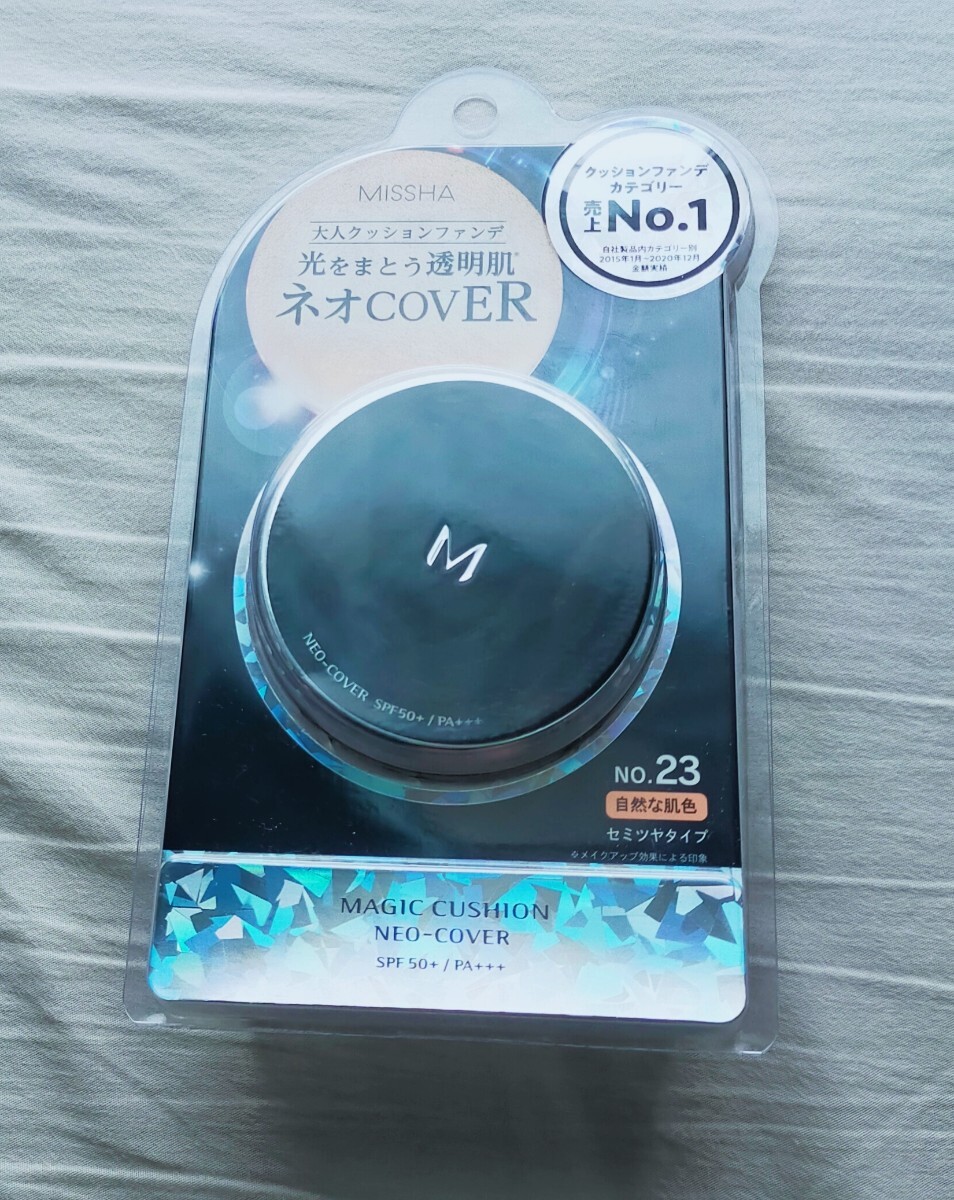 MISSHA
大人クッションファンデ
光をまとう透明肌※
ネオCOVER
クッションファンデ
カテゴリー
売上No.1
自社製品内カテゴリー別
2015年1月~2020年12月
金額実績
M
NEO-COVER SPF50+ / PA+++
NO.23
自然な肌色
セミツヤタイプ
※メイクアップ効果による印象
MAGIC CUSHION
NEO-COVER
SPF 50+ / PA+++